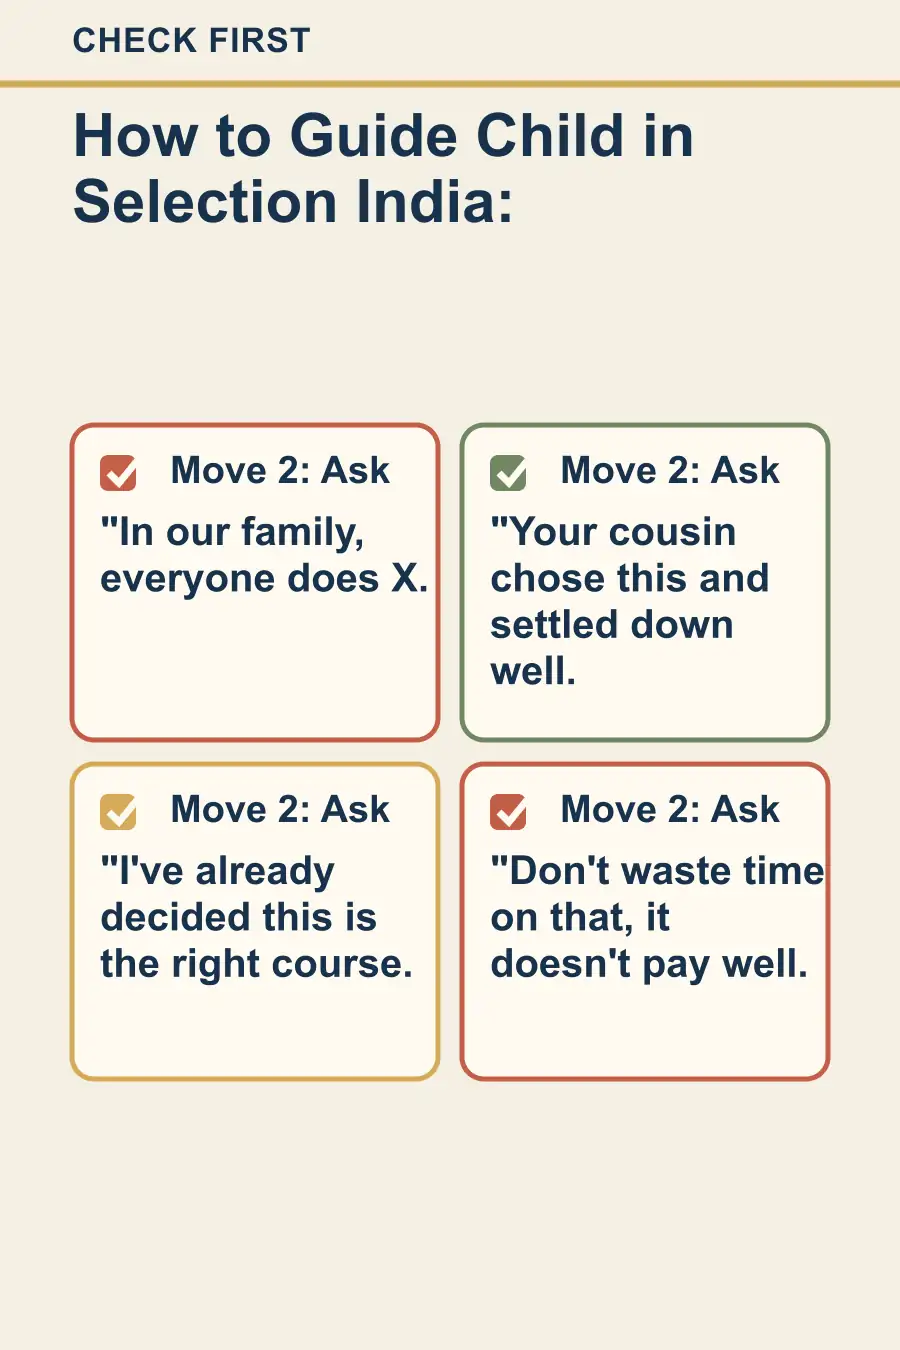 CHECK FIRST
How to Guide Child in
Selection India:
Move 2: Ask
"In our family,
everyone does X.
Move 2: Ask
"Your cousin
chose this and
settled down
well.
Move 2: Ask
"I've already
decided this is
the right course.
Move 2: Ask
"Don't waste time
on that, it
doesn't pay well.